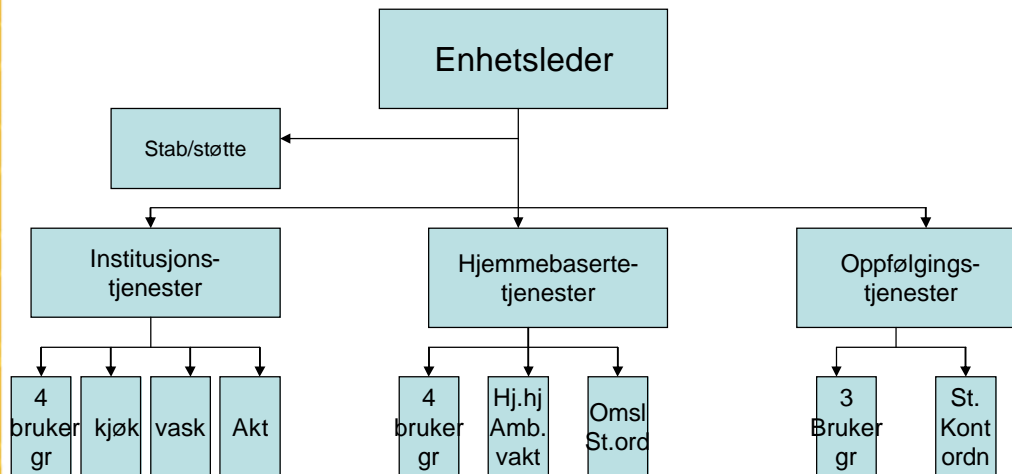 Enhetsleder
Stab/støtte
Institusjons-
tjenester
Hjemmebaserte-
tjenester
Oppfølgings-
tjenester
4
bruker
gr
kjøk
vask
Akt
4
bruker
gr
Hj.hj
Amb.
vakt
Omsl
St.ord
3
Bruker
gr
St.
Kont
ordn